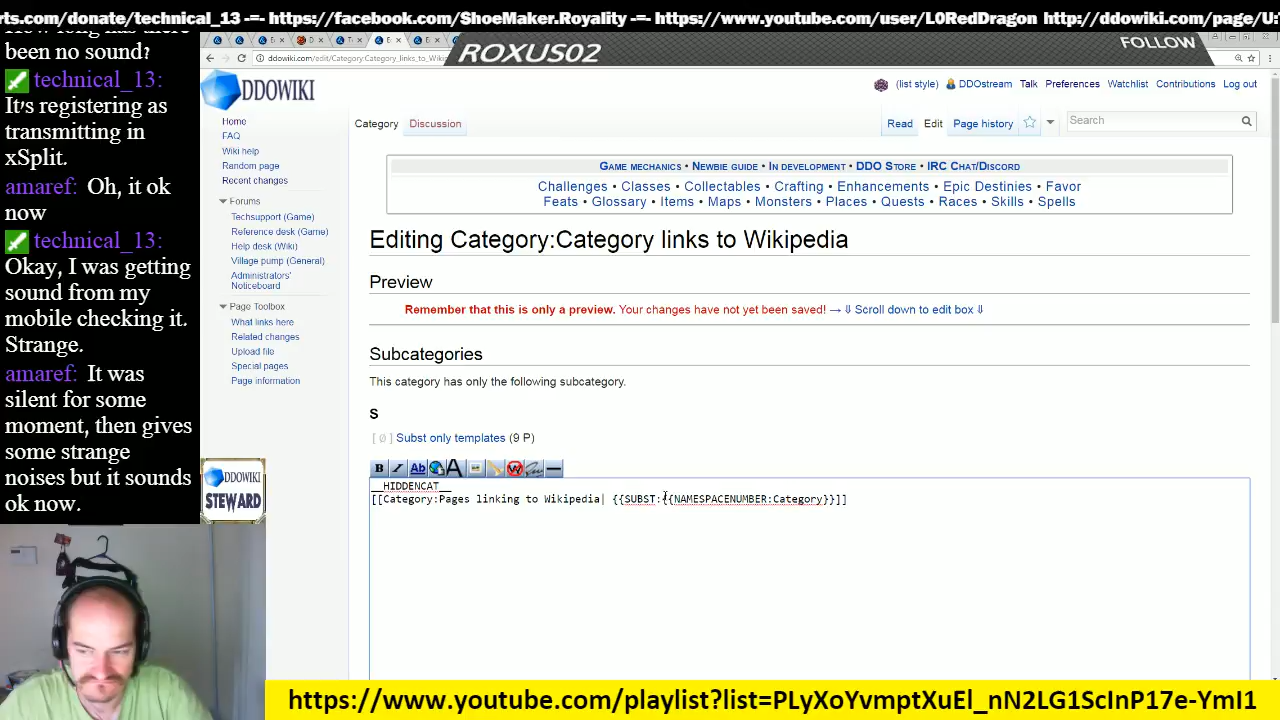 rts.com/donate/technical_13 -=- https://facebook.com/ShoeMaker.Royality -=- https://www.youtube.com/user/L0RedDragon http://ddowiki.com/page/U:
been no sound?
technical_13:
It's registering as
transmitting in
xSplit.
amaref: Oh, it ok
now
technical_13:
Okay, I was getting
sound from my
mobile checking it.
Strange.
amaref: It was
silent for some
moment, then gives
some strange
noises but it sounds
ok now.
DDOWIKI
STEWARD
ROXUS02
FOLLOW
ddowiki.com/edit/Category:Category_links_to_Wiki
DDOWIKI
(list style) DDOstream Talk Preferences Watchlist Contributions Log out
Home
FAQ
Wiki help
Random page
Recent changes
Forums
Techsupport (Game)
Reference desk (Game)
Help desk (Wiki)
Village pump (General)
Administrators'
Noticeboard
Page Toolbox
What links here
Related changes
Upload file
Special pages
Page information
Category Discussion Read Edit Page history Search
Game mechanics • Newbie guide • In development • DDO Store • IRC Chat/Discord
Challenges • Classes • Collectables • Crafting • Enhancements • Epic Destinies • Favor
Feats • Glossary • Items • Maps • Monsters • Places • Quests • Races • Skills • Spells
Editing Category:Category links to Wikipedia
Preview
Remember that this is only a preview. Your changes have not yet been saved! → ⇓ Scroll down to edit box ⇓
Subcategories
This category has only the following subcategory.
S
[ ∅ ] Subst only templates (9 P)
B I Ab A
__HIDDENCAT__
[[Category:Pages linking to Wikipedia| {{SUBST:{{NAMESPACENUMBER:Category}}]]
https://www.youtube.com/playlist?list=PLyXoYvmptXuEl_nN2LG1ScInP17e-YmI1